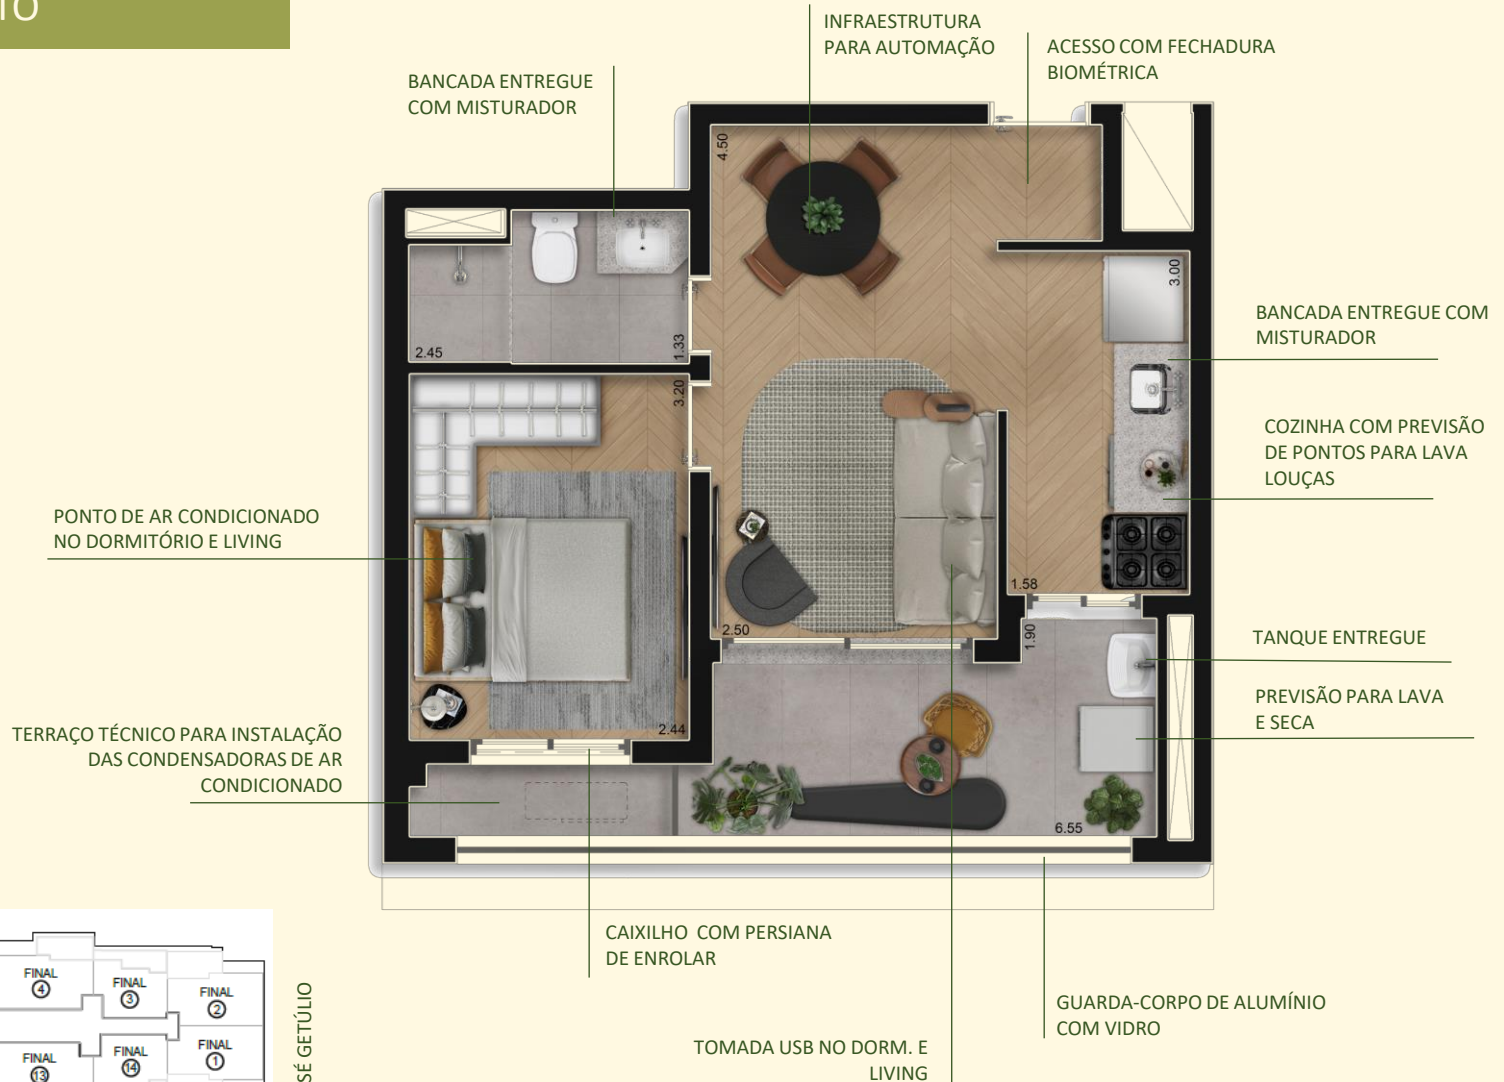 TO
INFRAESTRUTURA
PARA AUTOMAÇÃO
ACESSO COM FECHADURA
BIOMÉTRICA
BANCADA ENTREGUE
COM MISTURADOR
4.50
3.00
2.45
1.33
3.20
BANCADA ENTREGUE COM
MISTURADOR
COZINHA COM PREVISÃO
DE PONTOS PARA LAVA
LOUÇAS
PONTO DE AR CONDICIONADO
NO DORMITÓRIO E LIVING
1.58
2.50
1.90
TANQUE ENTREGUE
PREVISÃO PARA LAVA
E SECA
2.44
TERRAÇO TÉCNICO PARA INSTALAÇÃO
DAS CONDENSADORAS DE AR
CONDICIONADO
6.55
CAIXILHO COM PERSIANA
DE ENROLAR
GUARDA-CORPO DE ALUMÍNIO
COM VIDRO
TOMADA USB NO DORM. E
LIVING
FINAL
4
FINAL
3
FINAL
2
FINAL
13
FINAL
14
FINAL
1
SÉ GETÚLIO